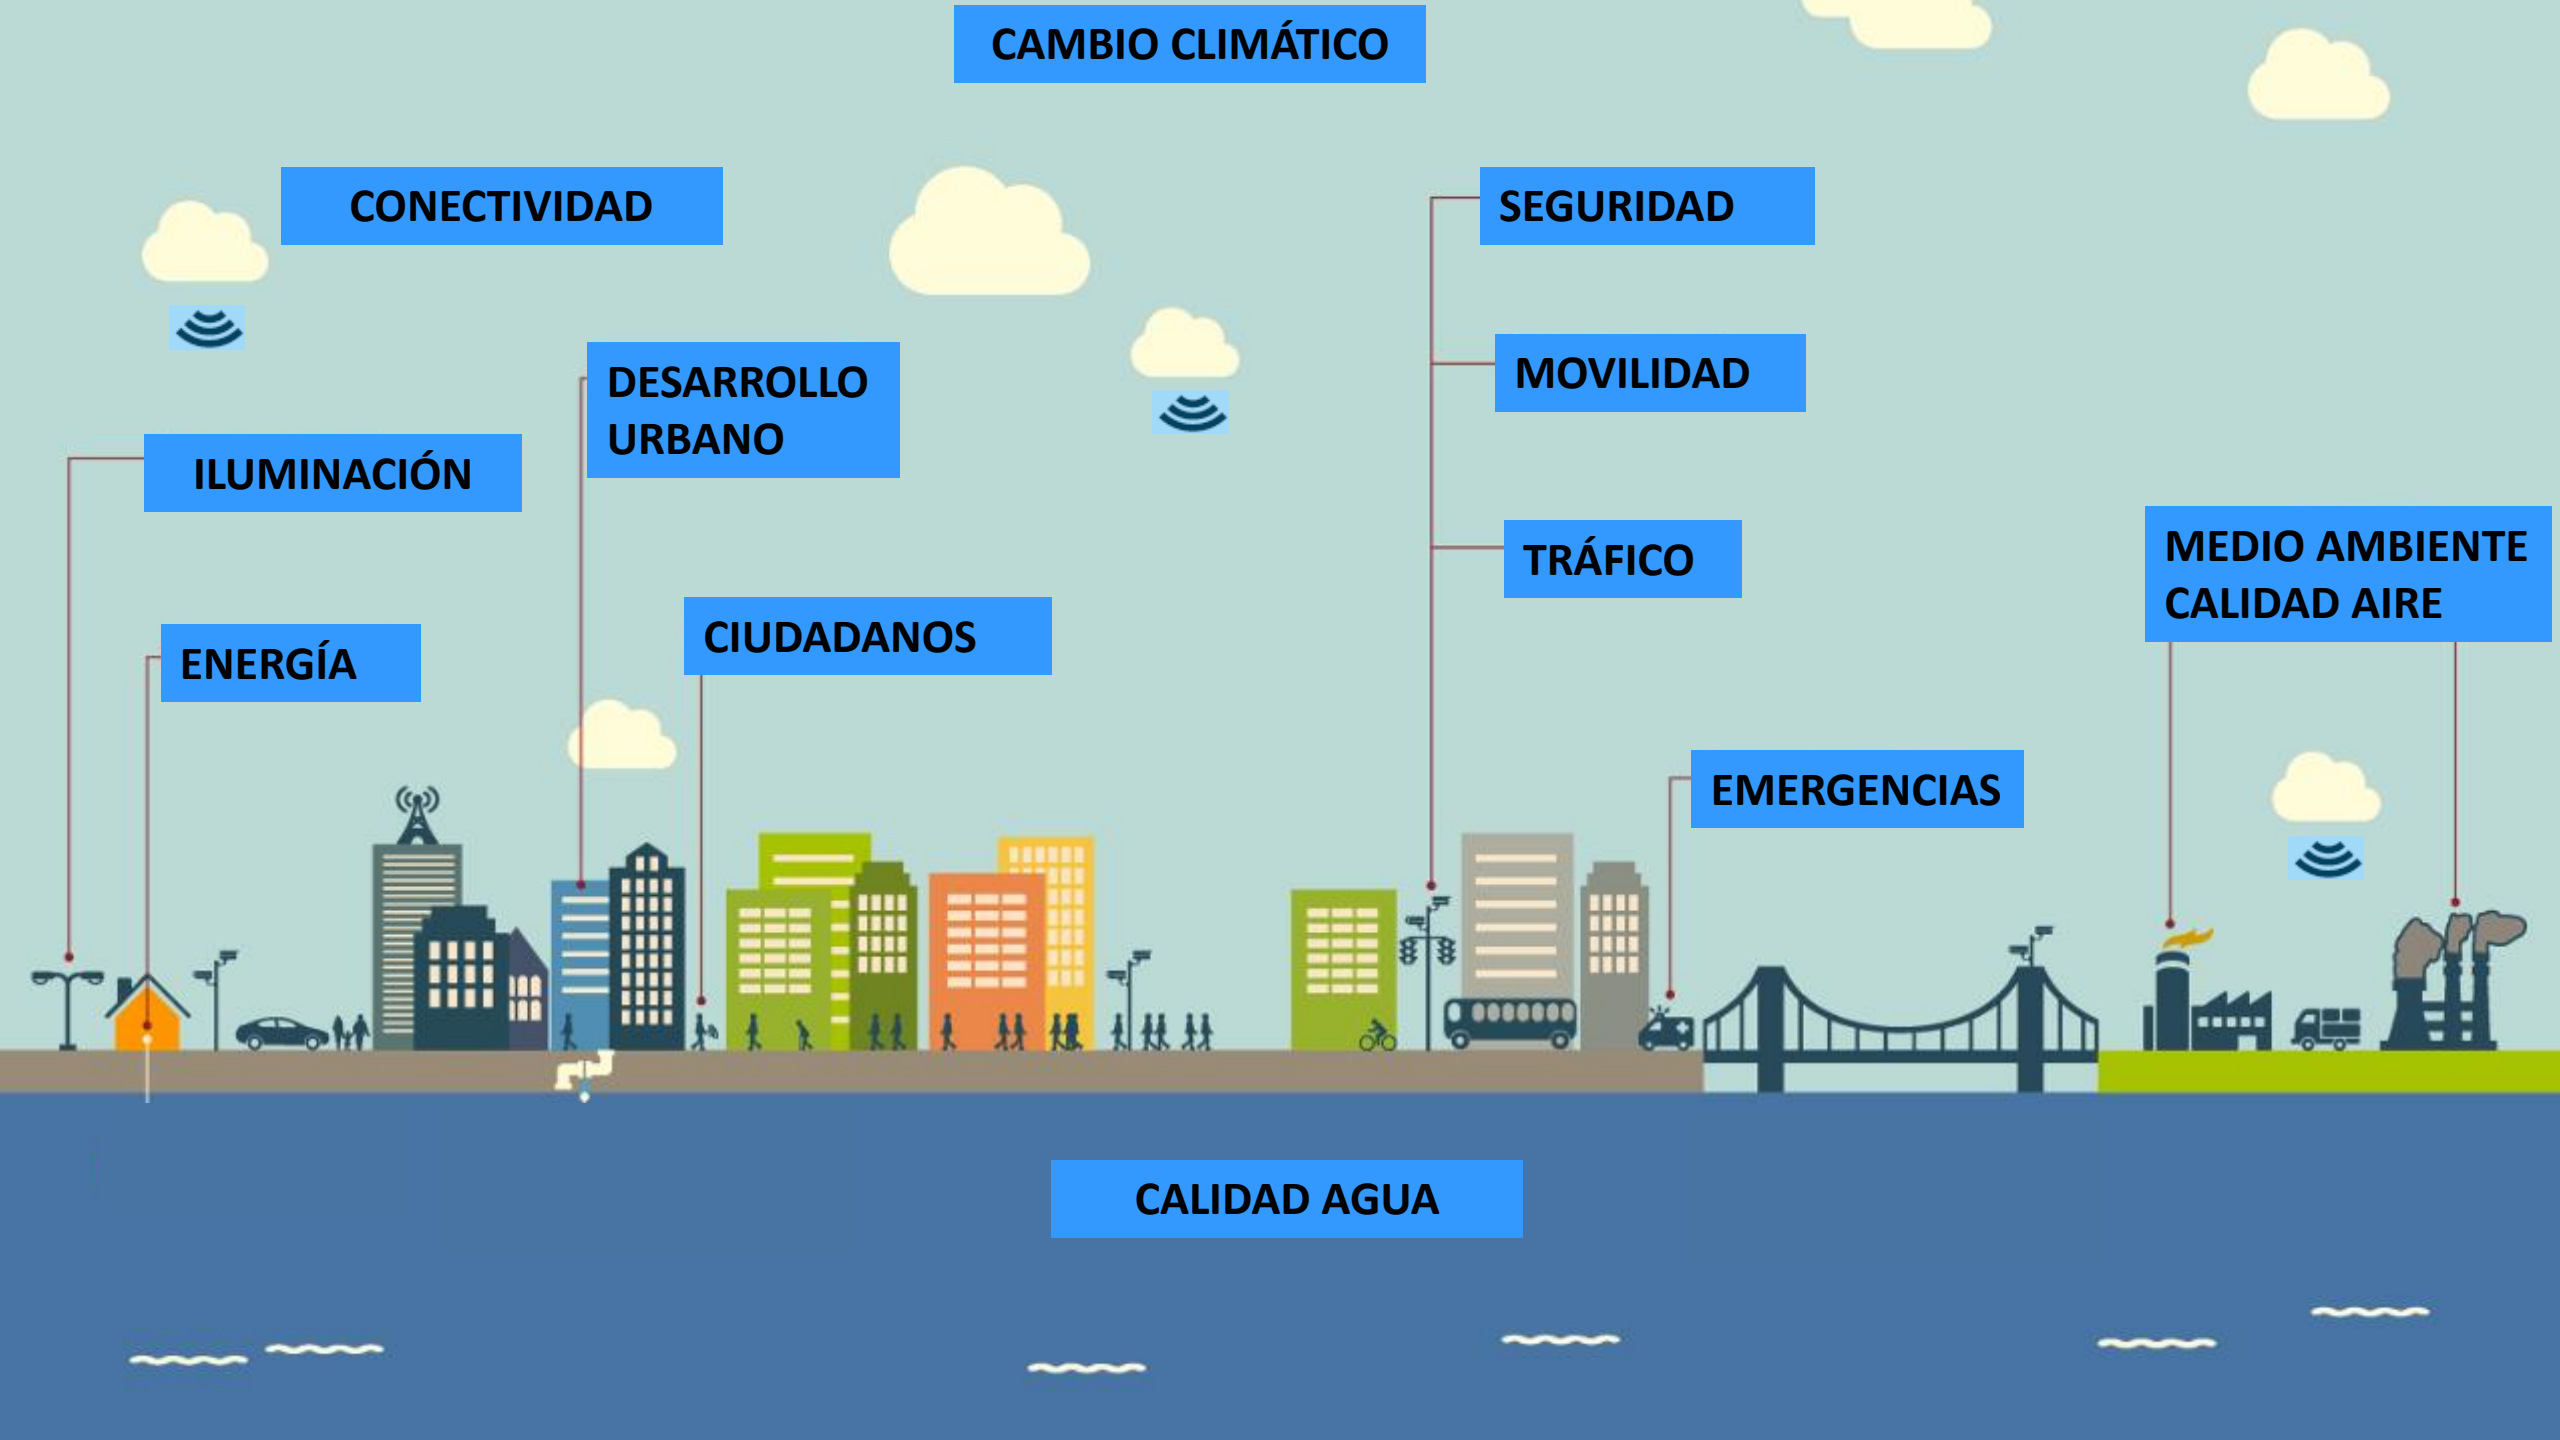 CAMBIO CLIMÁTICO
CONECTIVIDAD
SEGURIDAD
DESARROLLO
URBANO
MOVILIDAD
ILUMINACIÓN
TRÁFICO
MEDIO AMBIENTE
CALIDAD AIRE
CIUDADANOS
ENERGÍA
EMERGENCIAS
CALIDAD AGUA